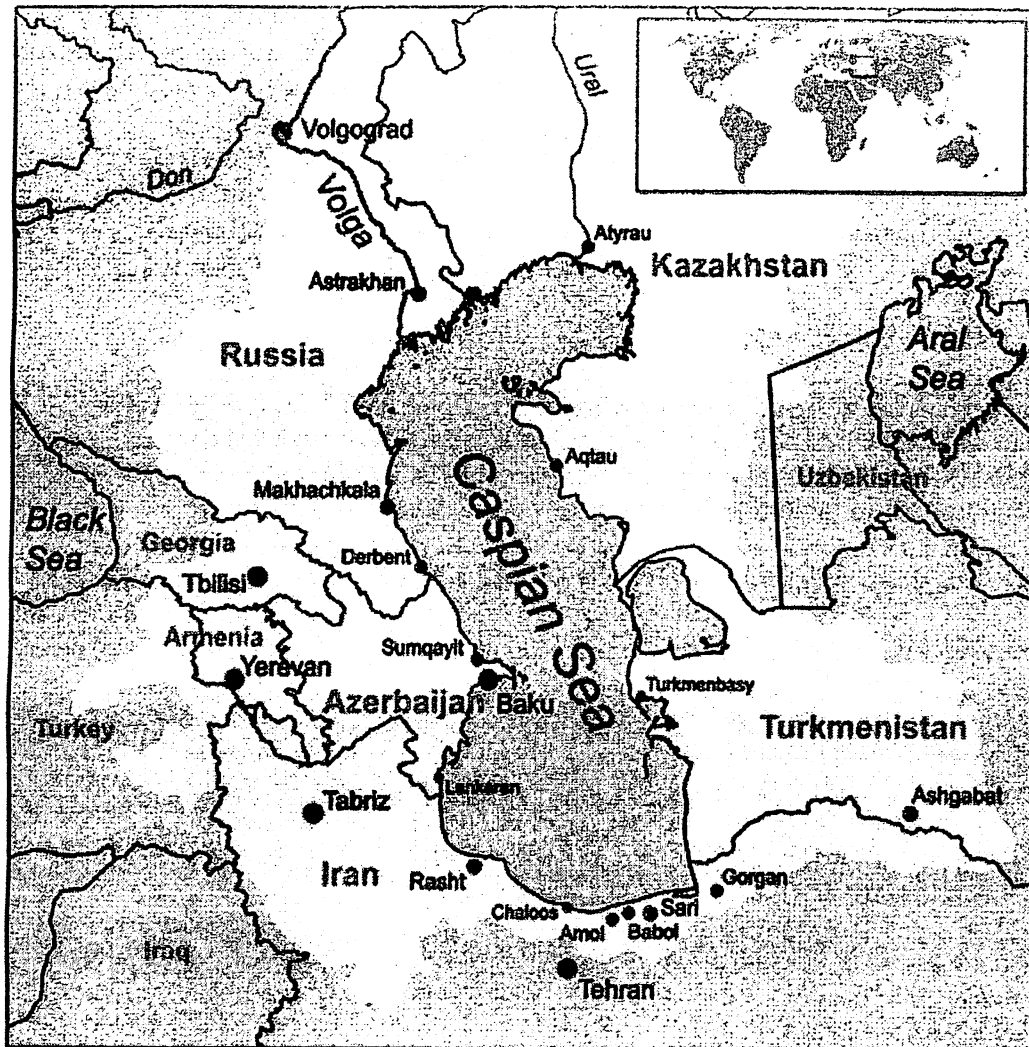 Ural
Volgograd
Don
Volga
Atyrau
Kazakhstan
Astrakhan
Russia
Aral
Sea
Aqtau
Uzbekistan
Caspian Sea
Makhachkala
Black
Sea
Georgia
Derbent
Tbilisi
Armenia
Sumqayit
Yerevan
Azerbaijan
Baku
Turkmenbasy
Turkey
Turkmenistan
Lankaran
Tabriz
Ashgabat
Iran
Rasht
Gorgan
Chaloos
Sari
Amol
Babol
Iraq
Tehran